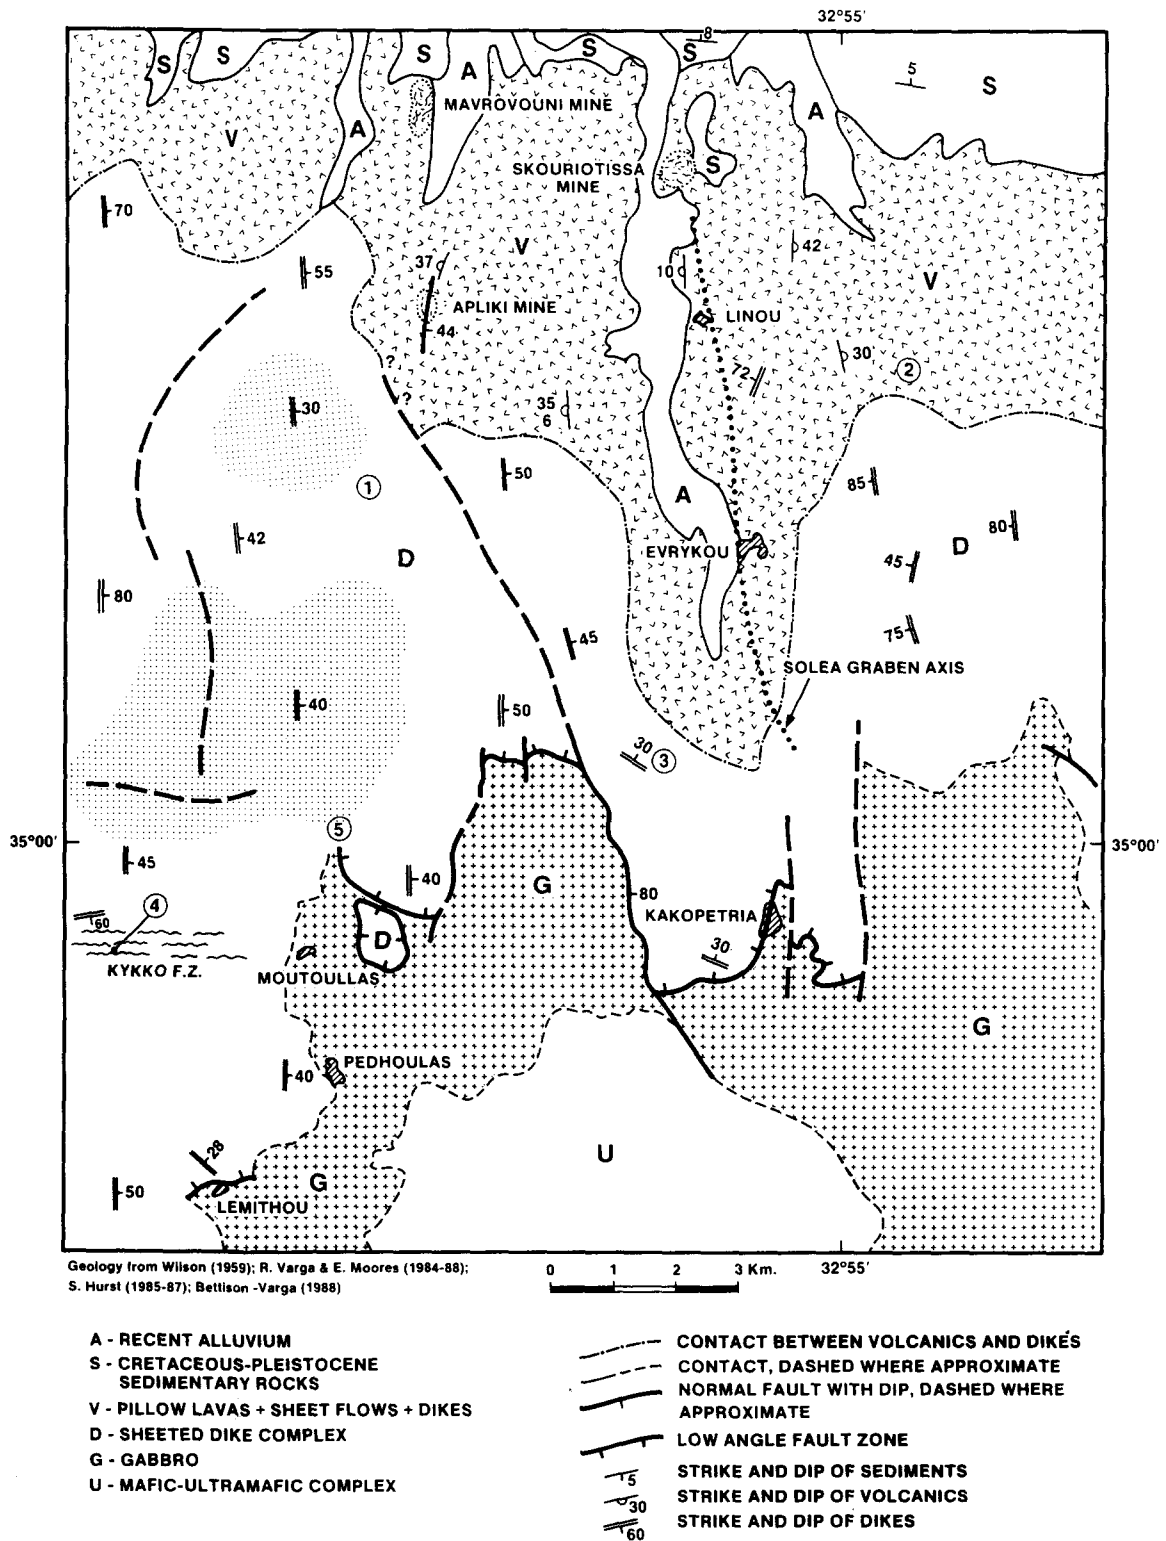 32°55'
S
S
S
S
S
8
5
S
A
A
A
MAVROVOUNI MINE
V
SKOURIOTISSA
MINE
S
70
V
42
37
10
V
55
APLIKI MINE
LINOU
44
?
72
30
2
?
30
35
6
50
85
1
A
42
D
EVRYKOU
80
D
45
80
75
45
SOLEA GRABEN AXIS
40
50
30
3
35°00'
5
35°00'
45
40
G
80
4
KAKOPETRIA
60
D
30
KYKKO F.Z.
MOUTOULLAS
G
40
PEDHOULAS
28
U
50
G
LEMITHOU
Geology from Wilson (1959); R. Varga & E. Moores (1984-88);
S. Hurst (1985-87); Bettison-Varga (1988)
0 1 2 3 Km.
32°55'
A - RECENT ALLUVIUM
S - CRETACEOUS-PLEISTOCENE
SEDIMENTARY ROCKS
V - PILLOW LAVAS + SHEET FLOWS + DIKES
D - SHEETED DIKE COMPLEX
G - GABBRO
U - MAFIC-ULTRAMAFIC COMPLEX
CONTACT BETWEEN VOLCANICS AND DIKES
CONTACT, DASHED WHERE APPROXIMATE
NORMAL FAULT WITH DIP, DASHED WHERE
APPROXIMATE
LOW ANGLE FAULT ZONE
5 STRIKE AND DIP OF SEDIMENTS
30 STRIKE AND DIP OF VOLCANICS
60 STRIKE AND DIP OF DIKES